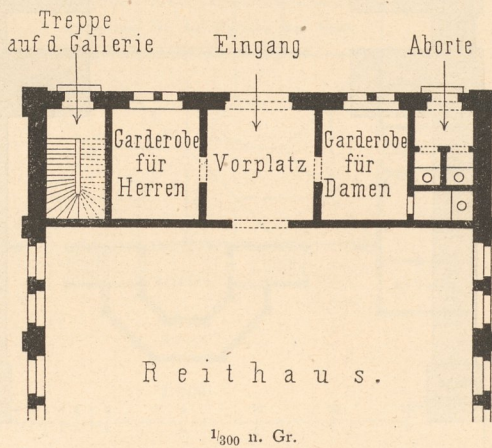 Treppe
auf d. Gallerie
Eingang
Aborte
Garderobe
für
Herren
Vorplatz
Garderobe
für
Damen
Reithaus.
1/300 n. Gr.